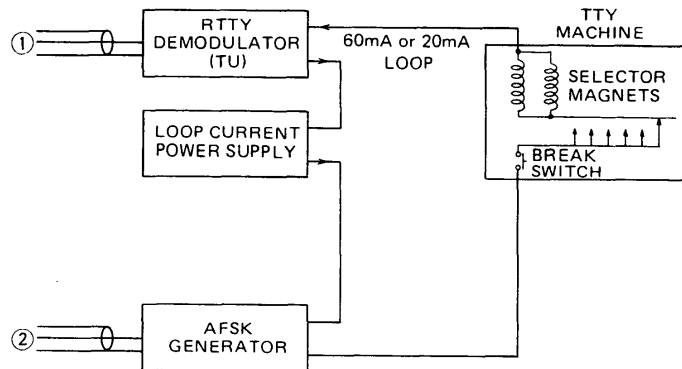 RTTY
DEMODULATOR
(TU)
60mA or 20mA
LOOP
TTY
MACHINE
SELECTOR
MAGNETS
1
LOOP CURRENT
POWER SUPPLY
BREAK
SWITCH
2
AFSK
GENERATOR